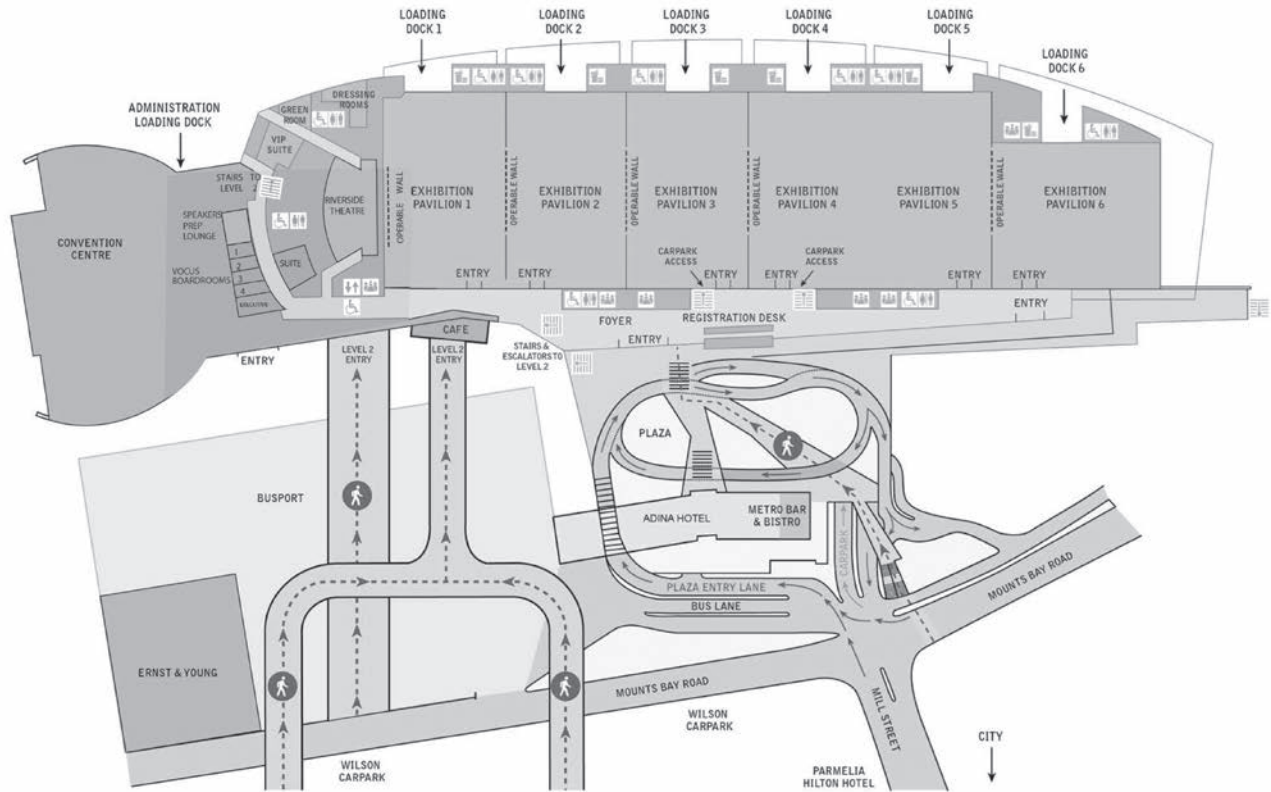 LOADING
DOCK 1
LOADING
DOCK 2
LOADING
DOCK 3
LOADING
DOCK 4
LOADING
DOCK 5
LOADING
DOCK 6
ADMINISTRATION
LOADING DOCK
DRESSING
ROOMS
GREEN
ROOM
VIP
SUITE
STAIRS TO
LEVEL 2
RIVERSIDE
THEATRE
SPEAKERS
PREP
LOUNGE
CONVENTION
CENTRE
VOCUS
BOARDROOMS
1
2
3
4
EXECUTIVE
SUITE
OPERABLE WALL
EXHIBITION
PAVILION 1
OPERABLE WALL
EXHIBITION
PAVILION 2
OPERABLE WALL
EXHIBITION
PAVILION 3
OPERABLE WALL
EXHIBITION
PAVILION 4
EXHIBITION
PAVILION 5
OPERABLE WALL
EXHIBITION
PAVILION 6
CARPARK
ACCESS
CARPARK
ACCESS
ENTRY
ENTRY
ENTRY
ENTRY
ENTRY
ENTRY
ENTRY
FOYER
REGISTRATION DESK
CAFE
ENTRY
ENTRY
LEVEL 2
ENTRY
LEVEL 2
ENTRY
STAIRS &
ESCALATORS TO
LEVEL 2
PLAZA
BUSPORT
ADINA HOTEL
METRO BAR
& BISTRO
CARPARK
PLAZA ENTRY LANE
BUS LANE
MOUNTS BAY ROAD
ERNST & YOUNG
MOUNTS BAY ROAD
WILSON
CARPARK
MILL STREET
CITY
WILSON
CARPARK
PARMELIA
HILTON HOTEL